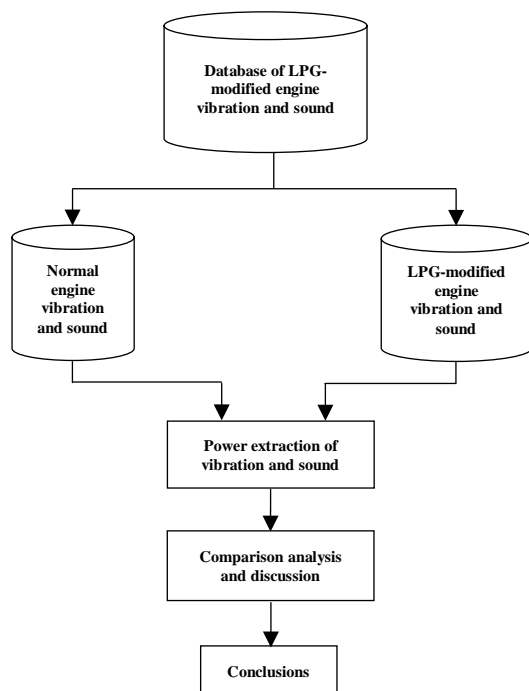 Database of LPG-
modified engine
vibration and sound
Normal
engine
vibration
and sound
LPG-modified
engine
vibration and
sound
Power extraction of
vibration and sound
Comparison analysis
and discussion
Conclusions